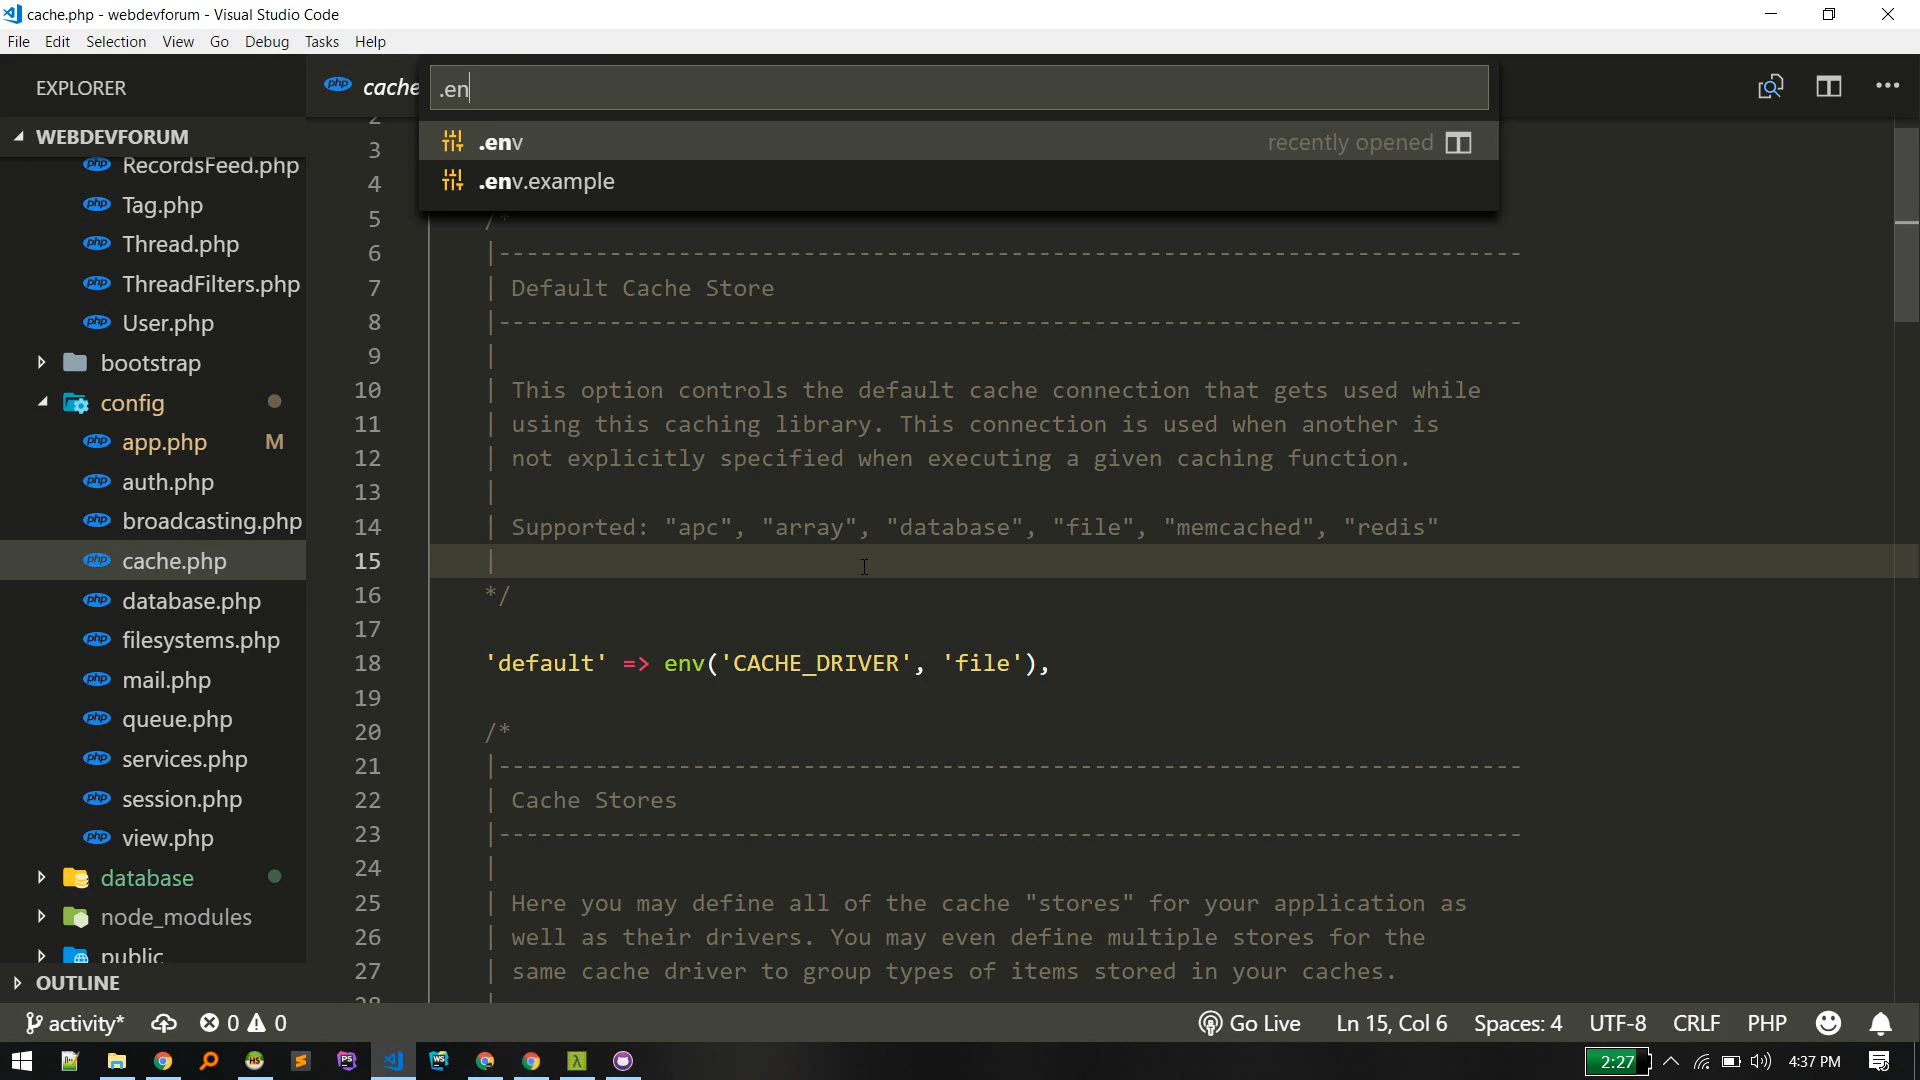 cache.php - webdevforum - Visual Studio Code
File Edit Selection View Go Debug Tasks Help
EXPLORER
WEBDEVFORUM
RecordsFeed.php
Tag.php
Thread.php
ThreadFilters.php
User.php
bootstrap
config
app.php M
auth.php
broadcasting.php
cache.php
database.php
filesystems.php
mail.php
queue.php
services.php
session.php
view.php
database
node_modules
public
OUTLINE
php cache
.en
.env recently opened
.env.example
2
3
4
5 /*
6 |--------------------------------------------------------------------------
7 | Default Cache Store
8 |--------------------------------------------------------------------------
9 |
10 | This option controls the default cache connection that gets used while
11 | using this caching library. This connection is used when another is
12 | not explicitly specified when executing a given caching function.
13 |
14 | Supported: "apc", "array", "database", "file", "memcached", "redis"
15 |
16 */
17
18 'default' => env('CACHE_DRIVER', 'file'),
19
20 /*
21 |--------------------------------------------------------------------------
22 | Cache Stores
23 |--------------------------------------------------------------------------
24 |
25 | Here you may define all of the cache "stores" for your application as
26 | well as their drivers. You may even define multiple stores for the
27 | same cache driver to group types of items stored in your caches.
28 |
activity* 0 0 Go Live Ln 15, Col 6 Spaces: 4 UTF-8 CRLF PHP
2:27 4:37 PM